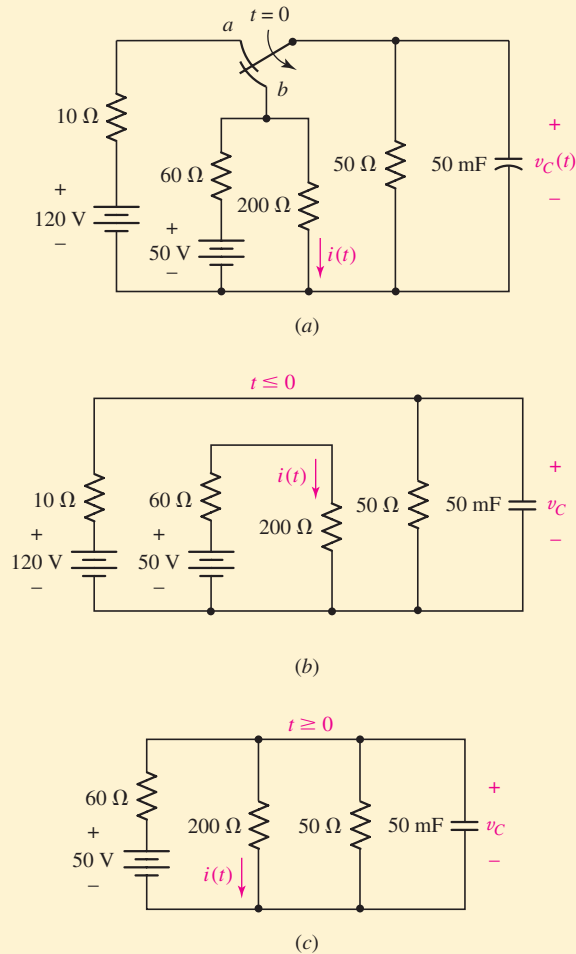 t = 0
a
b
10 Ω
+
120 V
−
60 Ω
+
50 V
−
200 Ω
i(t)
50 Ω
50 mF
+
v_C(t)
−
(a)
t ≤ 0
10 Ω
+
120 V
−
60 Ω
+
50 V
−
i(t)
200 Ω
50 Ω
50 mF
+
v_C
−
(b)
t ≥ 0
60 Ω
+
50 V
−
200 Ω
i(t)
50 Ω
50 mF
+
v_C
−
(c)